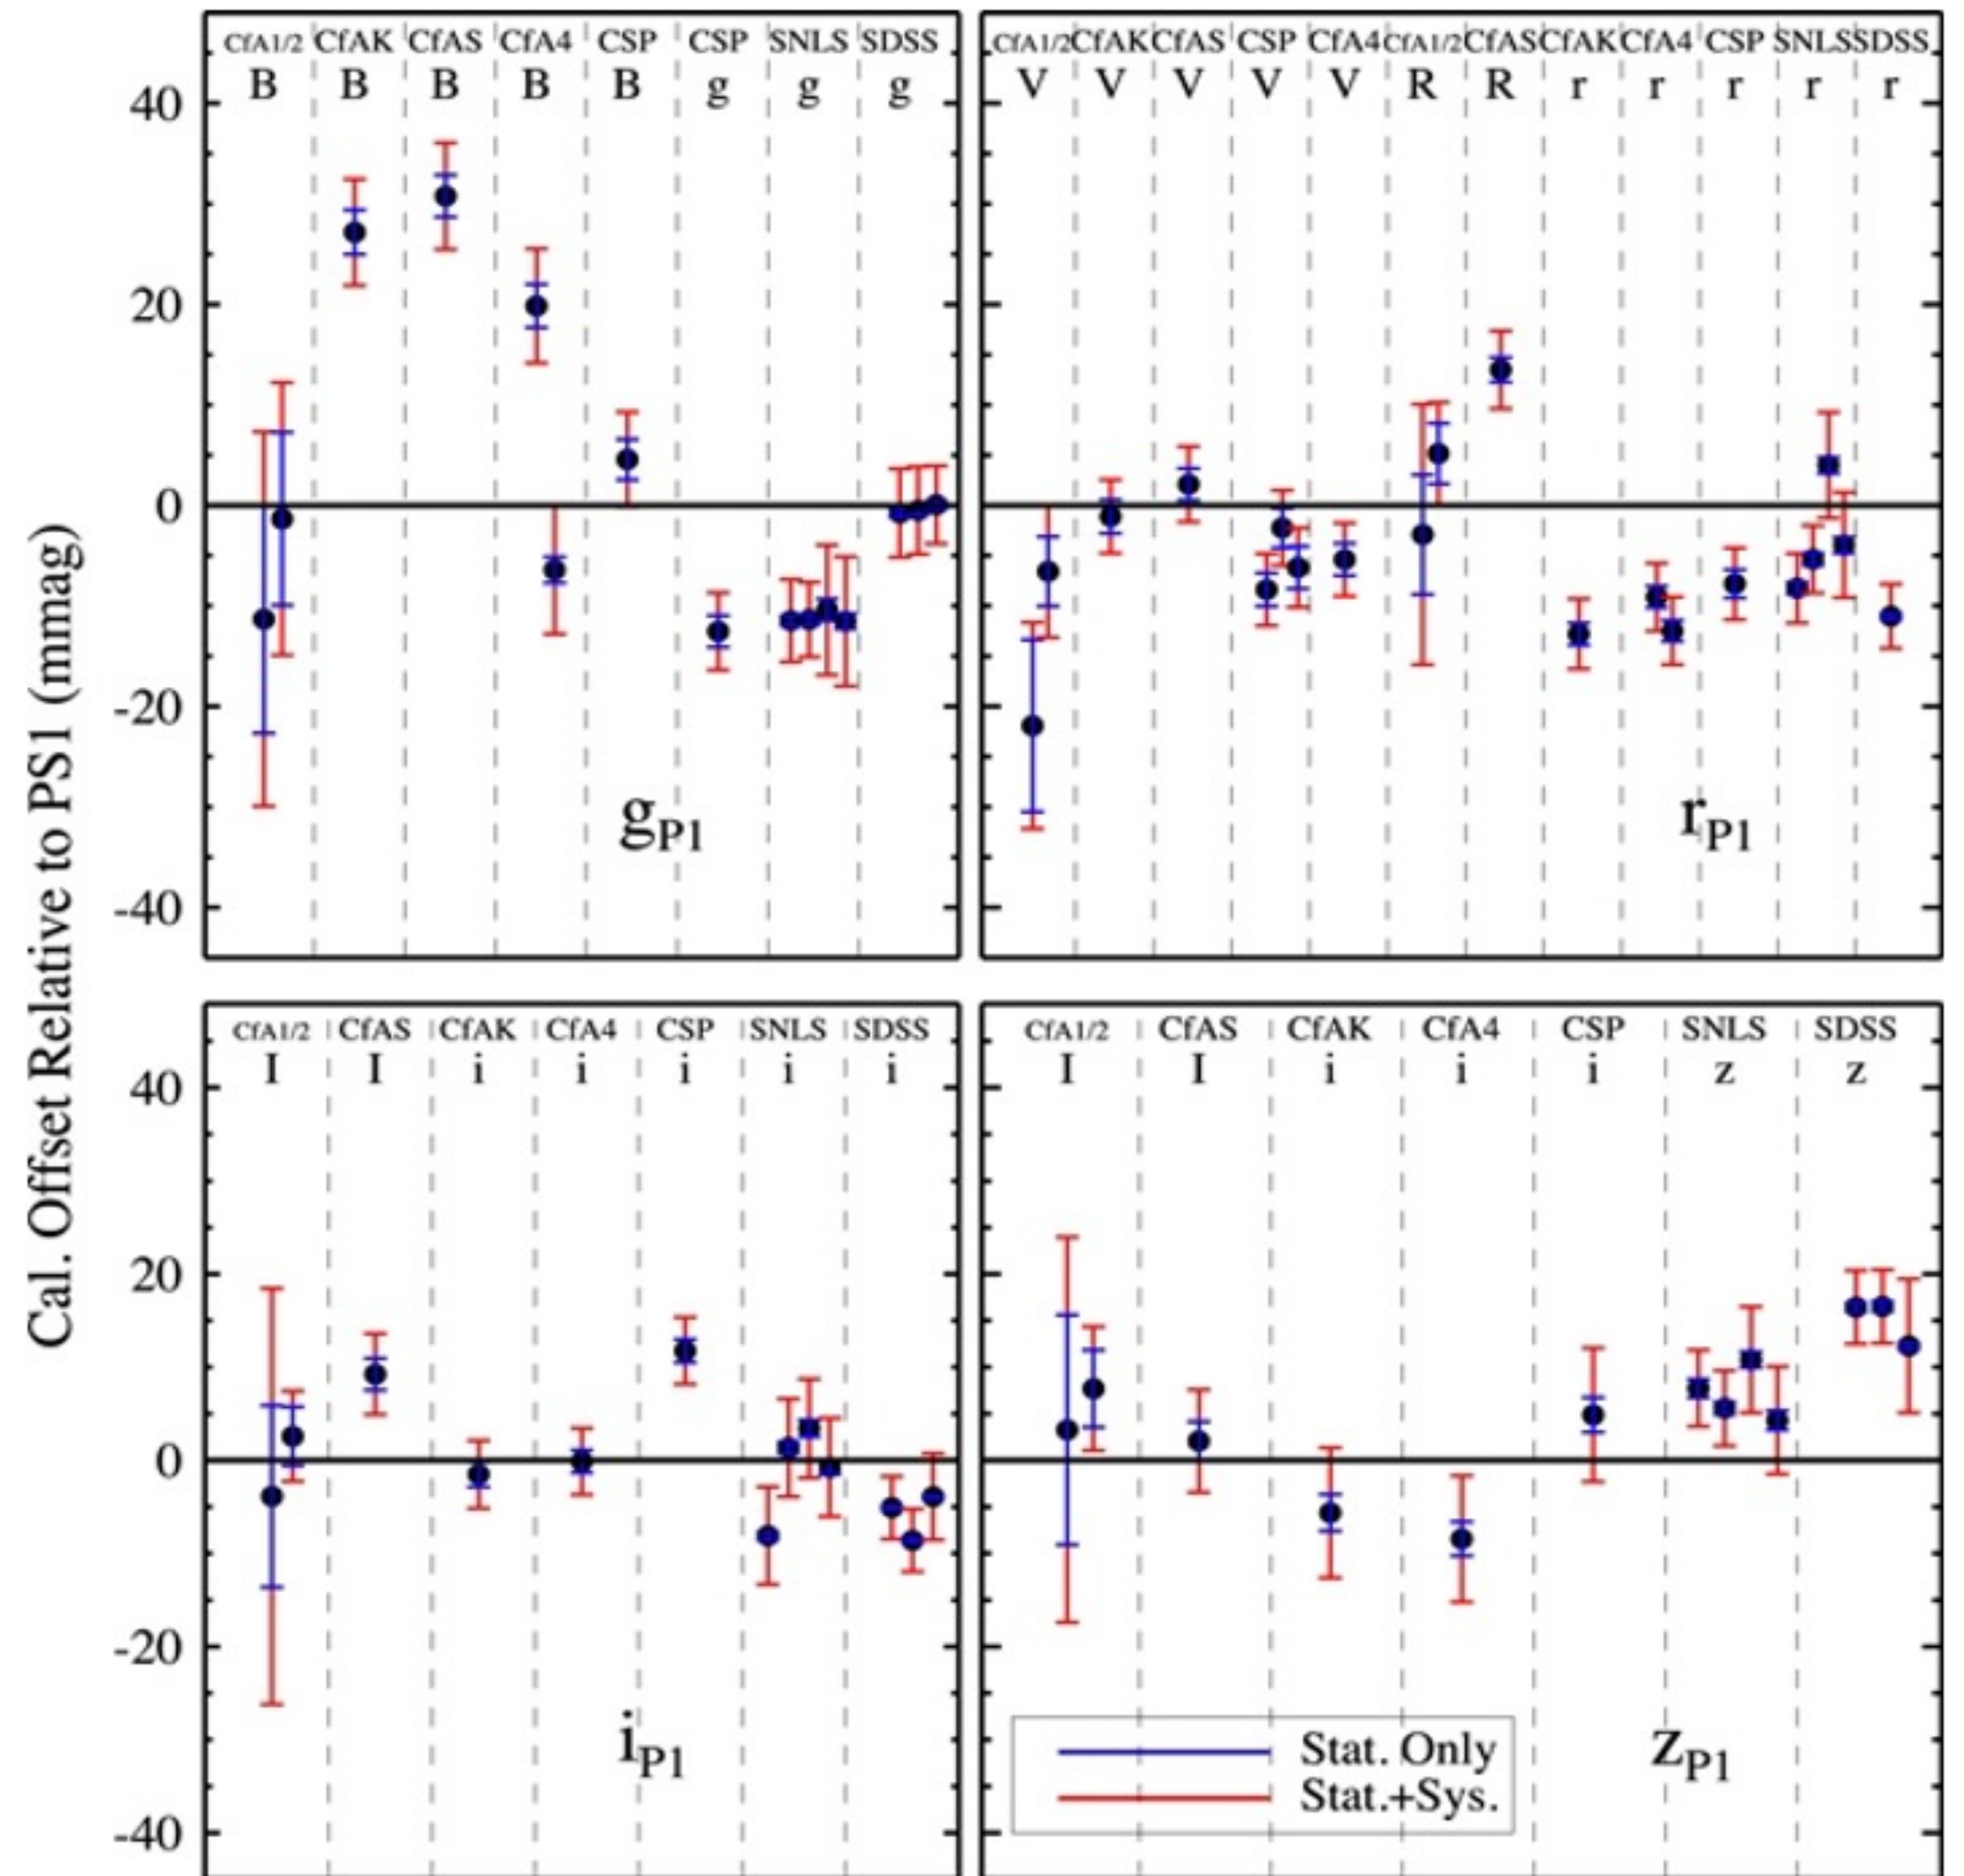 Cal. Offset Relative to PS1 (mmag)
CfA1/2 CfAK CfAS CfA4 CSP CSP SNLS SDSS
B B B B B g g g
40
20
0
-20
-40
gP1
CfA1/2 CfAK CfAS CSP CfA4 CfA1/2 CfAS CfAK CfA4 CSP SNLS SDSS
V V V V V R R r r r r r
rP1
CfA1/2 CfAS CfAK CfA4 CSP SNLS SDSS
I I i i i i i
40
20
0
-20
-40
iP1
CfA1/2 CfAS CfAK CfA4 CSP SNLS SDSS
I I i i i z z
Stat. Only
Stat.+Sys.
zP1